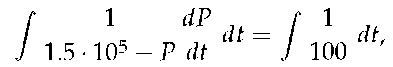 ∫ 1/(1.5 · 10⁵ − P) dP/dt dt = ∫ 1/100 dt,